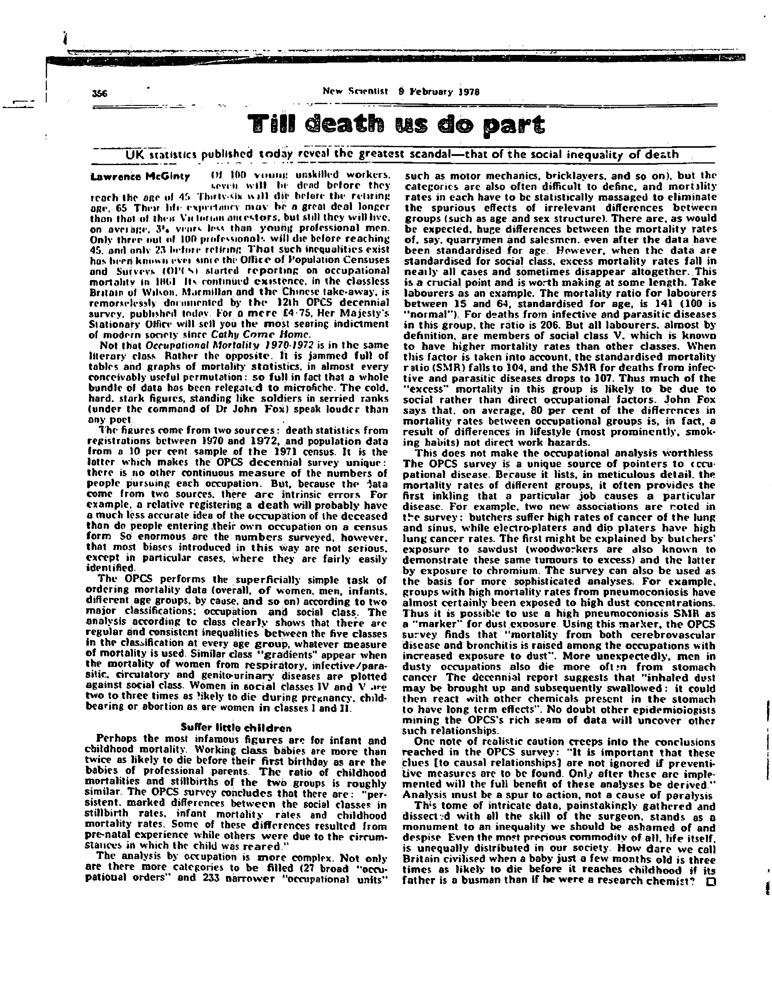 356
New Scientist 9 February 1978
Till death us do part
UK statistics published today reveal the greatest scandal—that of the social inequality of death
Lawrence McGinty
Of 100 young unskilled workers,
seven will be dead before they
reach the age of 45 Thirty-six will die before the retiring
age, 65 Their life expectancy may be a great deal longer
than that of their Victorian ancestors, but still they will live,
on average, 3¾ years less than young professional men.
Only three out of 100 professionals will die before reaching
45, and only 23 before retiring That such inequalities exist
has been known ever since the Office of Population Censuses
and Surveys (OPCS) started reporting on occupational
mortality in 1861 Its continued existence, in the classless
Britain of Wilson, Macmillan and the Chinese take-away, is
remorselessly documented by the 12th OPCS decennial
survey, published today. For a mere £4·75, Her Majesty's
Stationary Office will sell you the most searing indictment
of modern society since Cathy Come Home.
Not that Occupational Mortality 1970-1972 is in the same
literary class Rather the opposite. It is jammed full of
tables and graphs of mortality statistics, in almost every
conceivably useful permutation: so full in fact that a whole
bundle of data has been relegated to microfiche. The cold,
hard, stark figures, standing like soldiers in serried ranks
(under the command of Dr John Fox) speak louder than
any poet
The figures come from two sources: death statistics from
registrations between 1970 and 1972, and population data
from a 10 per cent sample of the 1971 census. It is the
latter which makes the OPCS decennial survey unique:
there is no other continuous measure of the numbers of
people pursuing each occupation. But, because the data
come from two sources, there are intrinsic errors For
example, a relative registering a death will probably have
a much less accurate idea of the occupation of the deceased
than do people entering their own occupation on a census
form So enormous are the numbers surveyed, however,
that most biases introduced in this way are not serious,
except in particular cases, where they are fairly easily
identified.
The OPCS performs the superficially simple task of
ordering mortality data (overall, of women, men, infants,
different age groups, by cause, and so on) according to two
major classifications: occupation and social class. The
analysis according to class clearly shows that there are
regular and consistent inequalities between the five classes
in the classification at every age group, whatever measure
of mortality is used. Similar class "gradients" appear when
the mortality of women from respiratory, infective/para-
sitic, circulatory and genito-urinary diseases are plotted
against social class. Women in social classes IV and V are
two to three times as likely to die during pregnancy, child-
bearing or abortion as are women in classes I and II.
Suffer little children
Perhaps the most infamous figures are for infant and
childhood mortality. Working class babies are more than
twice as likely to die before their first birthday as are the
babies of professional parents. The ratio of childhood
mortalities and stillbirths of the two groups is roughly
similar. The OPCS survey concludes that there are: "per-
sistent, marked differences between the social classes in
stillbirth rates, infant mortality rates and childhood
mortality rates. Some of these differences resulted from
pre-natal experience while others were due to the circum-
stances in which the child was reared."
The analysis by occupation is more complex. Not only
are there more categories to be filled (27 broad "occu-
pational orders" and 233 narrower "occupational units"
such as motor mechanics, bricklayers, and so on), but the
categories are also often difficult to define, and mortality
rates in each have to be statistically massaged to eliminate
the spurious effects of irrelevant differences between
groups (such as age and sex structure). There are, as would
be expected, huge differences between the mortality rates
of, say, quarrymen and salesmen, even after the data have
been standardised for age. However, when the data are
standardised for social class, excess mortality rates fall in
nearly all cases and sometimes disappear altogether. This
is a crucial point and is worth making at some length. Take
labourers as an example. The mortality ratio for labourers
between 15 and 64, standardised for age, is 141 (100 is
"normal"). For deaths from infective and parasitic diseases
in this group, the ratio is 206. But all labourers, almost by
definition, are members of social class V, which is known
to have higher mortality rates than other classes. When
this factor is taken into account, the standardised mortality
ratio (SMR) falls to 104, and the SMR for deaths from infec-
tive and parasitic diseases drops to 107. Thus much of the
"excess" mortality in this group is likely to be due to
social rather than direct occupational factors. John Fox
says that, on average, 80 per cent of the differences in
mortality rates between occupational groups is, in fact, a
result of differences in lifestyle (most prominently, smok-
ing habits) not direct work hazards.
This does not make the occupational analysis worthless
The OPCS survey is a unique source of pointers to occu-
pational disease. Because it lists, in meticulous detail, the
mortality rates of different groups, it often provides the
first inkling that a particular job causes a particular
disease. For example, two new associations are noted in
the survey: butchers suffer high rates of cancer of the lung
and sinus, while electro-platers and dip platers have high
lung cancer rates. The first might be explained by butchers'
exposure to sawdust (woodworkers are also known to
demonstrate these same tumours to excess) and the latter
by exposure to chromium. The survey can also be used as
the basis for more sophisticated analyses. For example,
groups with high mortality rates from pneumoconiosis have
almost certainly been exposed to high dust concentrations.
Thus it is possible to use a high pneumoconiosis SMR as
a "marker" for dust exposure. Using this marker, the OPCS
survey finds that "mortality from both cerebrovascular
disease and bronchitis is raised among the occupations with
increased exposure to dust". More unexpectedly, men in
dusty occupations also die more often from stomach
cancer The decennial report suggests that "inhaled dust
may be brought up and subsequently swallowed: it could
then react with other chemicals present in the stomach
to have long term effects". No doubt other epidemiologists
mining the OPCS's rich seam of data will uncover other
such relationships.
One note of realistic caution creeps into the conclusions
reached in the OPCS survey: "It is important that these
clues [to causal relationships] are not ignored if preventi-
tive measures are to be found. Only after these are imple-
mented will the full benefit of these analyses be derived."
Analysis must be a spur to action, not a cause of paralysis
This tome of intricate data, painstakingly gathered and
dissected with all the skill of the surgeon, stands as a
monument to an inequality we should be ashamed of and
despise Even the most precious commodity of all, life itself,
is unequally distributed in our society. How dare we call
Britain civilised when a baby just a few months old is three
times as likely to die before it reaches childhood if its
father is a busman than if he were a research chemist? □